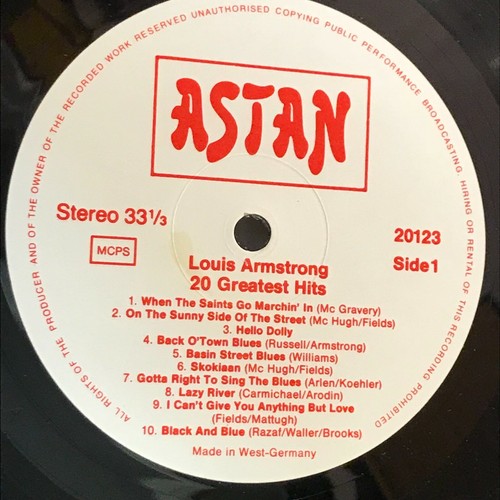 ALL RIGHTS OF THE PRODUCER AND OF THE OWNER OF THE RECORDED WORK RESERVED UNAUTHORISED COPYING PUBLIC PERFORMANCE BROADCASTING. HIRING OR RENTAL OF THIS RECORDING PROHIBITED
ASTAN
Stereo 33 1/3
20123
MCPS
Side 1
Louis Armstrong
20 Greatest Hits
1. When The Saints Go Marchin' In (Mc Gravery)
2. On The Sunny Side Of The Street (Mc Hugh/Fields)
3. Hello Dolly
4. Back O'Town Blues (Russell/Armstrong)
5. Basin Street Blues (Williams)
6. Skokiaan (Mc Hugh/Fields)
7. Gotta Right To Sing The Blues (Arlen/Koehler)
8. Lazy River (Carmichael/Arodin)
9. I Can't Give You Anything But Love
(Fields/Mattugh)
10. Black And Blue (Razaf/Waller/Brooks)
Made in West-Germany